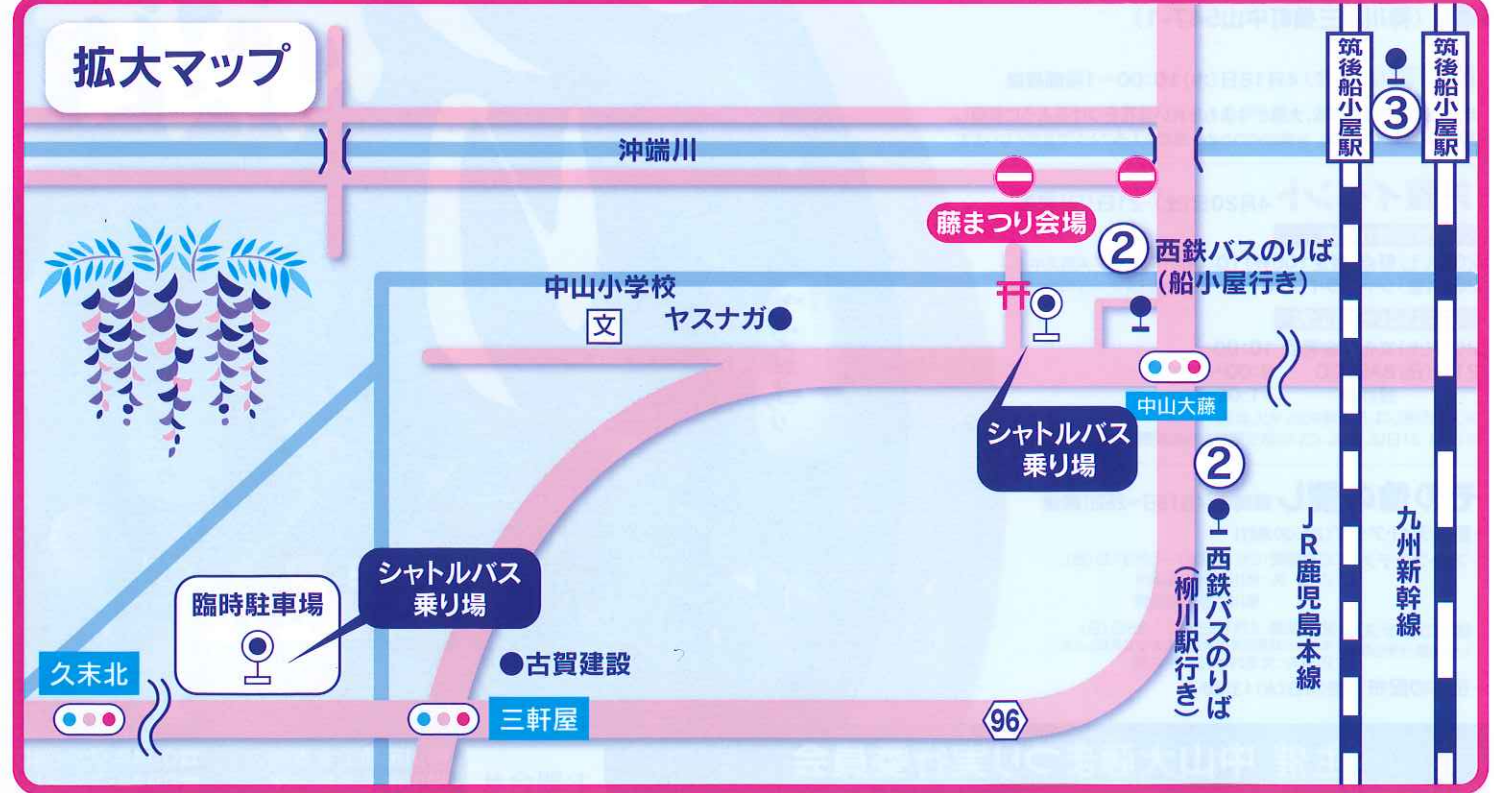 拡大マップ
沖端川
筑後船小屋駅
③
筑後船小屋駅
藤まつり会場
②
西鉄バスのりば
（船小屋行き）
中山小学校
文
ヤスナガ
中山大藤
シャトルバス
乗り場
②
西鉄バスのりば
（柳川駅行き）
JR鹿児島本線
九州新幹線
シャトルバス
乗り場
臨時駐車場
古賀建設
久末北
三軒屋
96